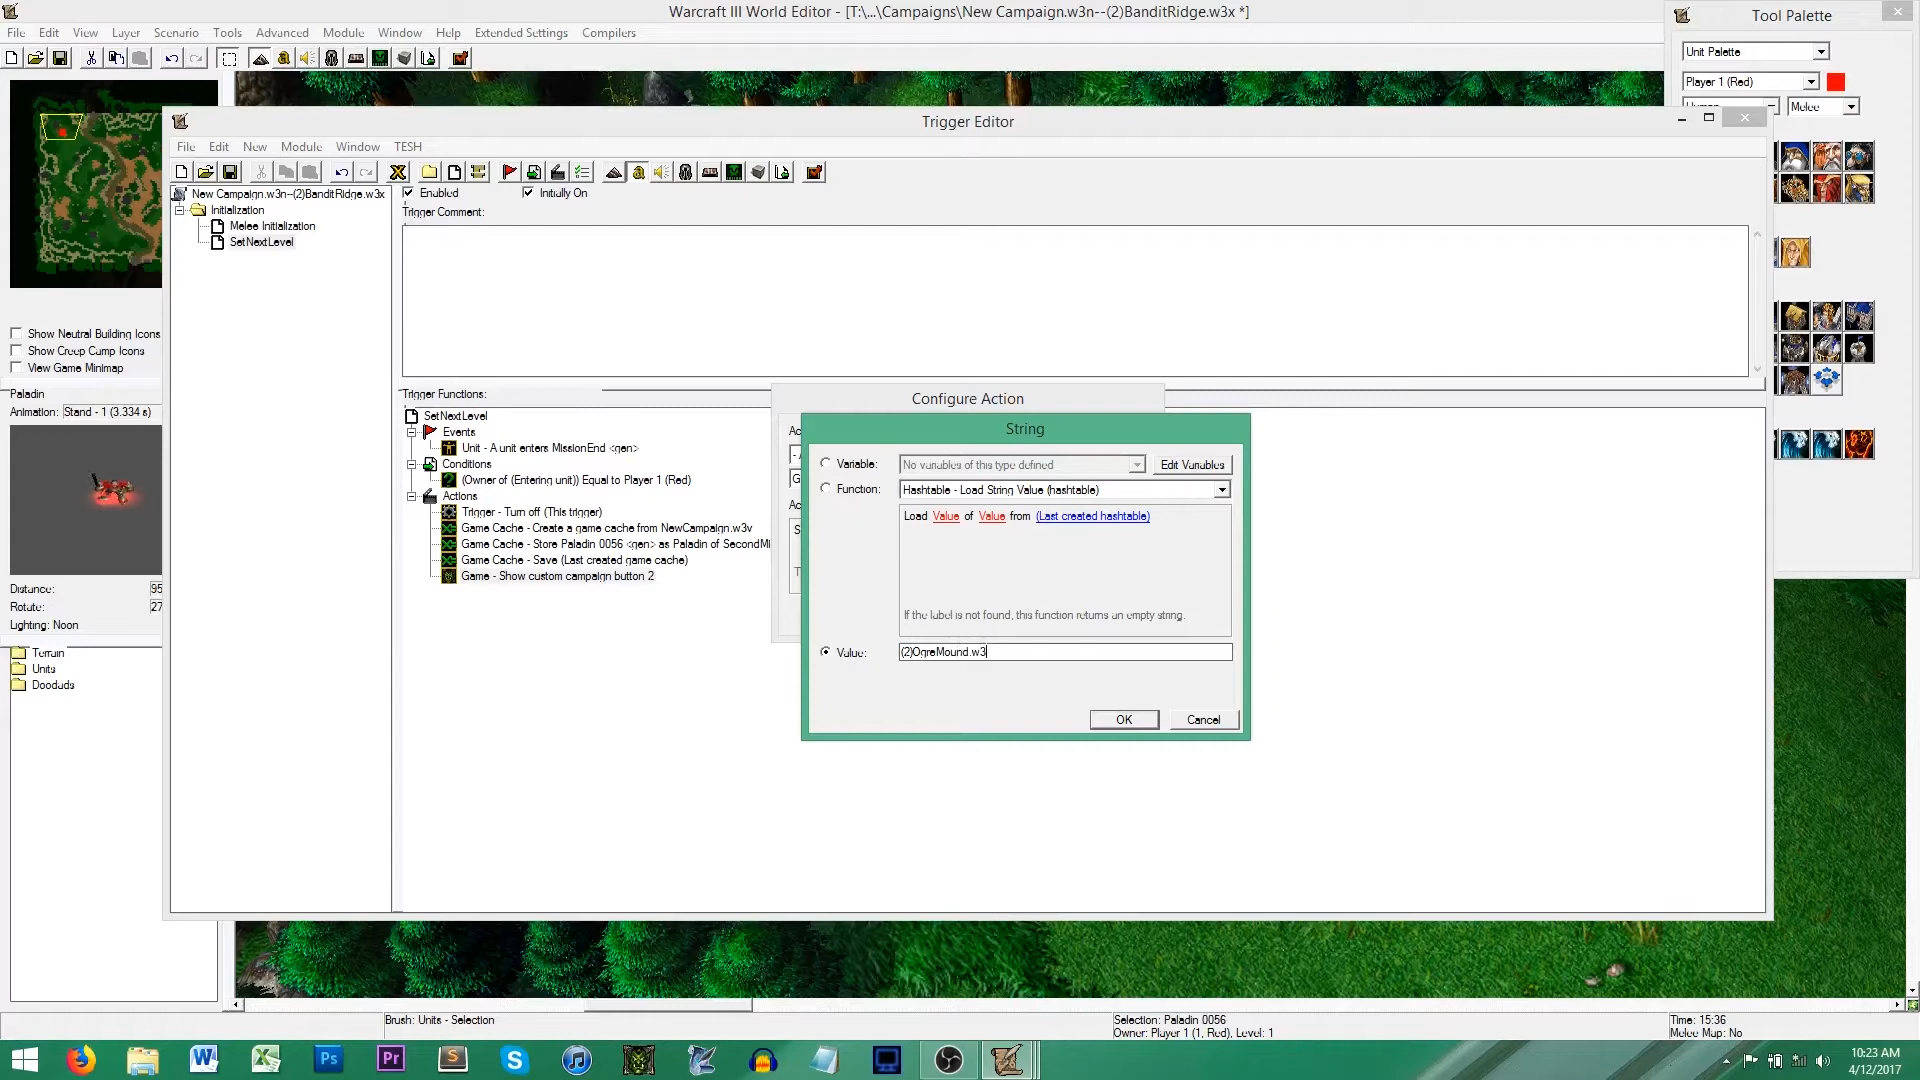 Warcraft III World Editor - [T:\...\Campaigns\New Campaign.w3n--(2)BanditRidge.w3x *]
Tool Palette
File Edit View Layer Scenario Tools Advanced Module Window Help Extended Settings Compilers
Unit Palette
Player 1 (Red)
Melee
Trigger Editor
File Edit New Module Window TESH
New Campaign.w3n--(2)BanditRidge.w3x
Initialization
Melee Initialization
SetNextLevel
Enabled
Initially On
Trigger Comment:
Show Neutral Building Icons
Show Creep Camp Icons
View Game Minimap
Paladin
Animation: Stand - 1 (3.334 s)
Distance: 95
Rotate: 27
Lighting: Noon
Terrain
Units
Doodads
Trigger Functions:
SetNextLevel
Events
Unit - A unit enters MissionEnd <gen>
Conditions
(Owner of (Entering unit)) Equal to Player 1 (Red)
Actions
Trigger - Turn off (This trigger)
Game Cache - Create a game cache from NewCampaign.w3v
Game Cache - Store Paladin 0056 <gen> as Paladin of SecondMi
Game Cache - Save (Last created game cache)
Game - Show custom campaign button 2
Configure Action
String
Variable: No variables of this type defined Edit Variables
Function: Hashtable - Load String Value (hashtable)
Load Value of Value from (Last created hashtable)
If the label is not found, this function returns an empty string.
Value: (2)OgreMound.w3
OK Cancel
Brush: Units - Selection
Selection: Paladin 0056
Owner: Player 1 (1, Red), Level: 1
Time: 15:36
Melee Map: No
10:23 AM
4/12/2017